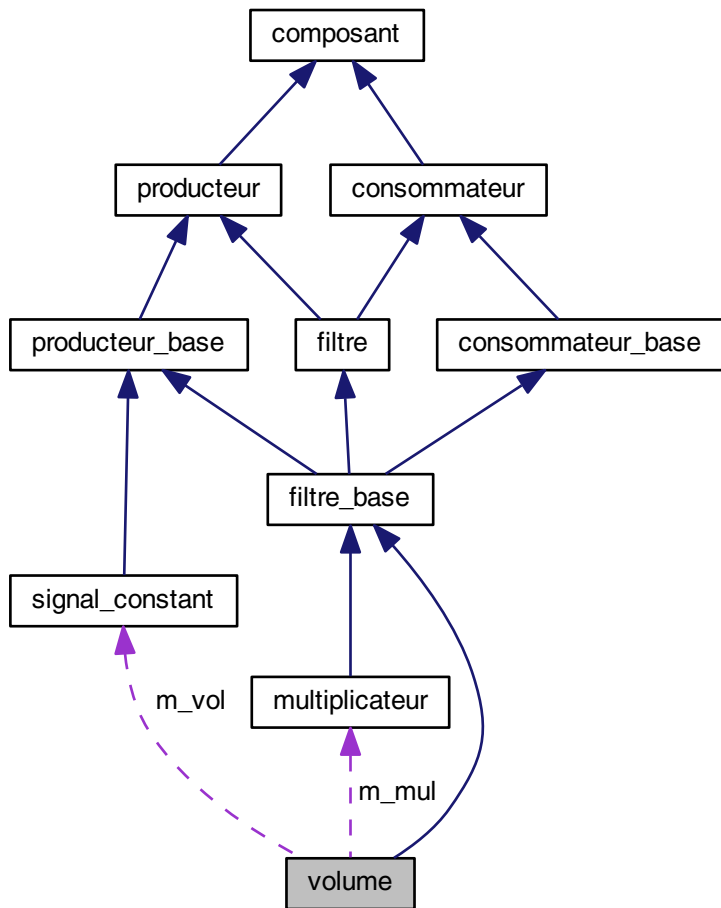 composant
producteur
consommateur
producteur_base
filtre
consommateur_base
filtre_base
signal_constant
multiplicateur
m_vol
m_mul
volume